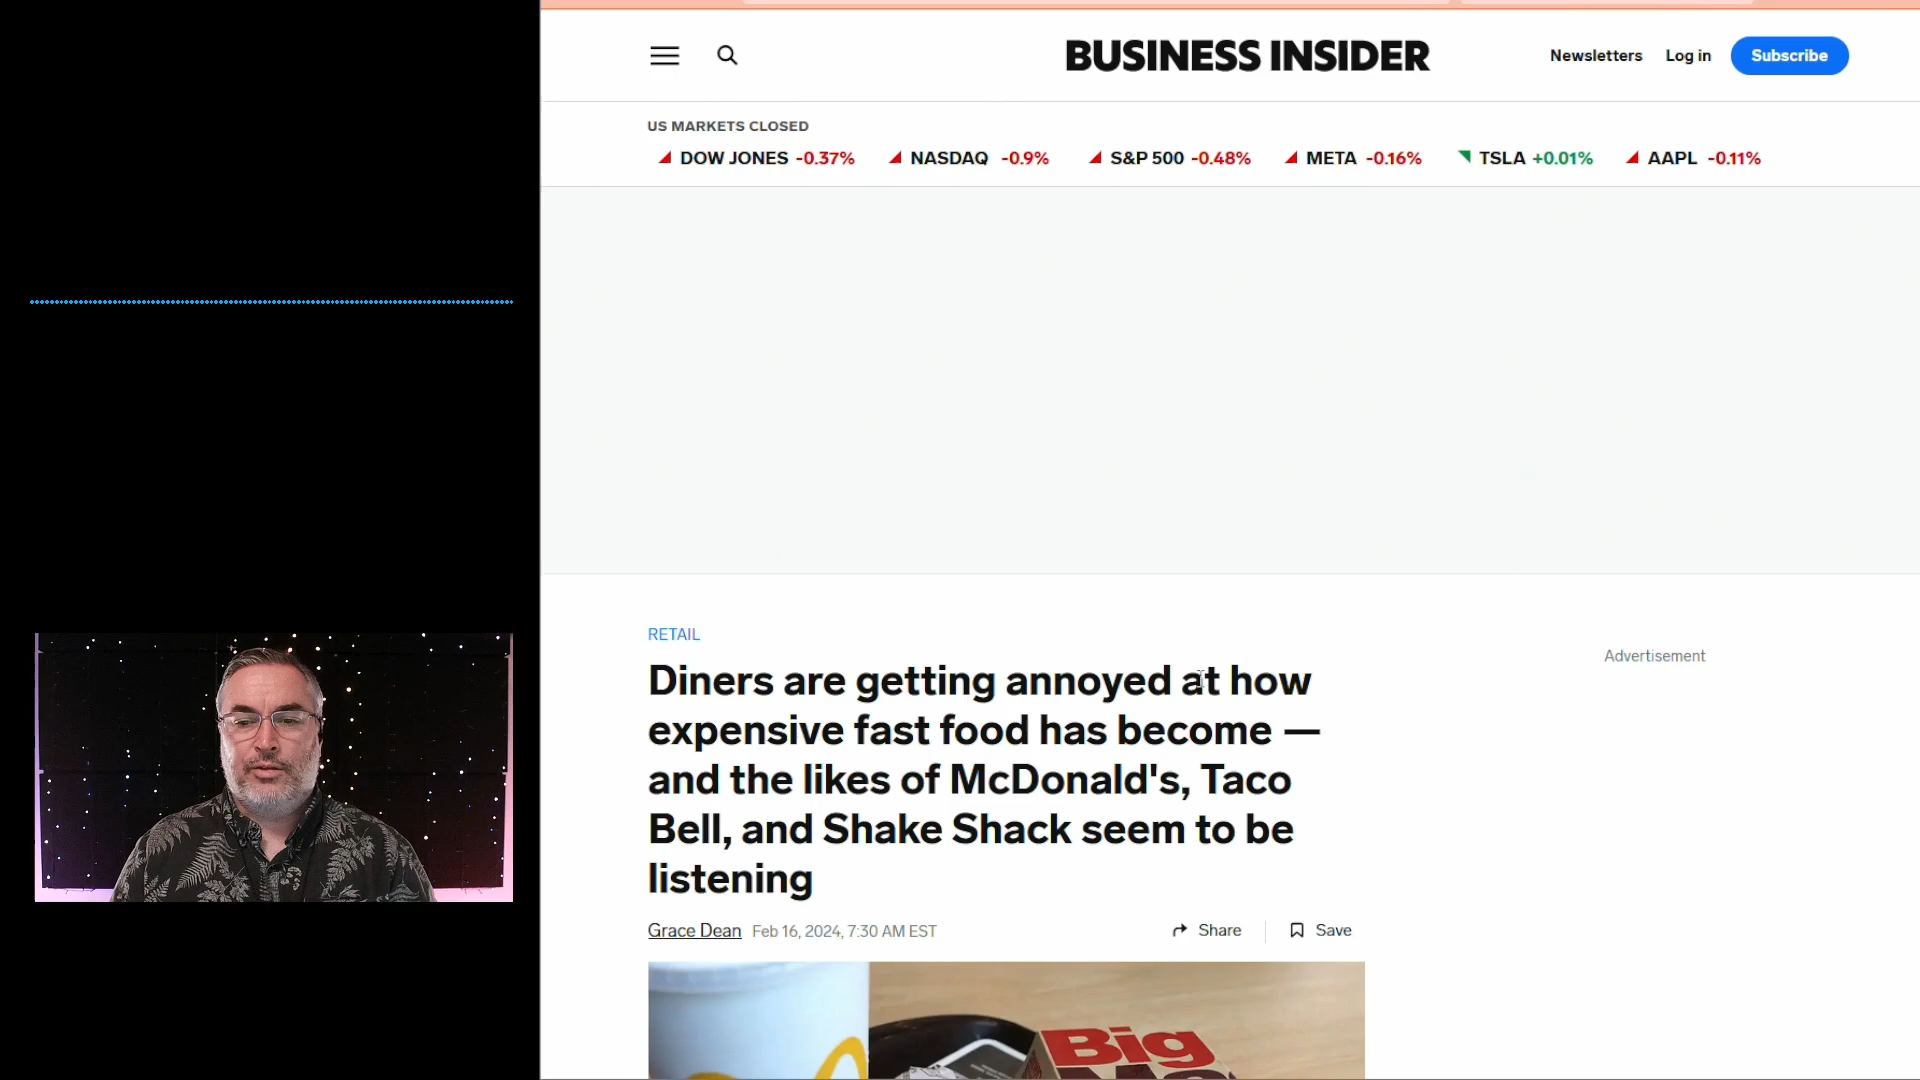 BUSINESS INSIDER
Newsletters Log in Subscribe
US MARKETS CLOSED
DOW JONES -0.37% NASDAQ -0.9% S&P 500 -0.48% META -0.16% TSLA +0.01% AAPL -0.11%
RETAIL
Advertisement
Diners are getting annoyed at how
expensive fast food has become —
and the likes of McDonald's, Taco
Bell, and Shake Shack seem to be
listening
Grace Dean Feb 16, 2024, 7:30 AM EST
Share Save
Big